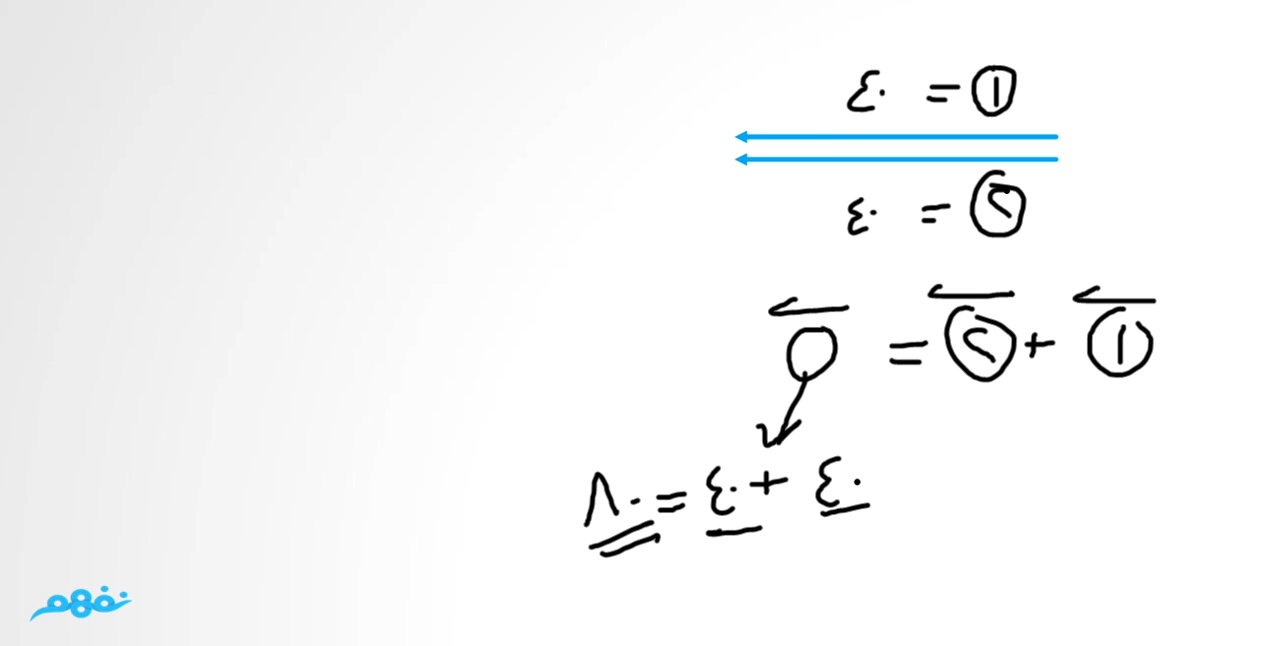 ① = ٤٠
② = ٤٠
① + ② = ○
٤٠ + ٤٠ = ٨٠
نفهم